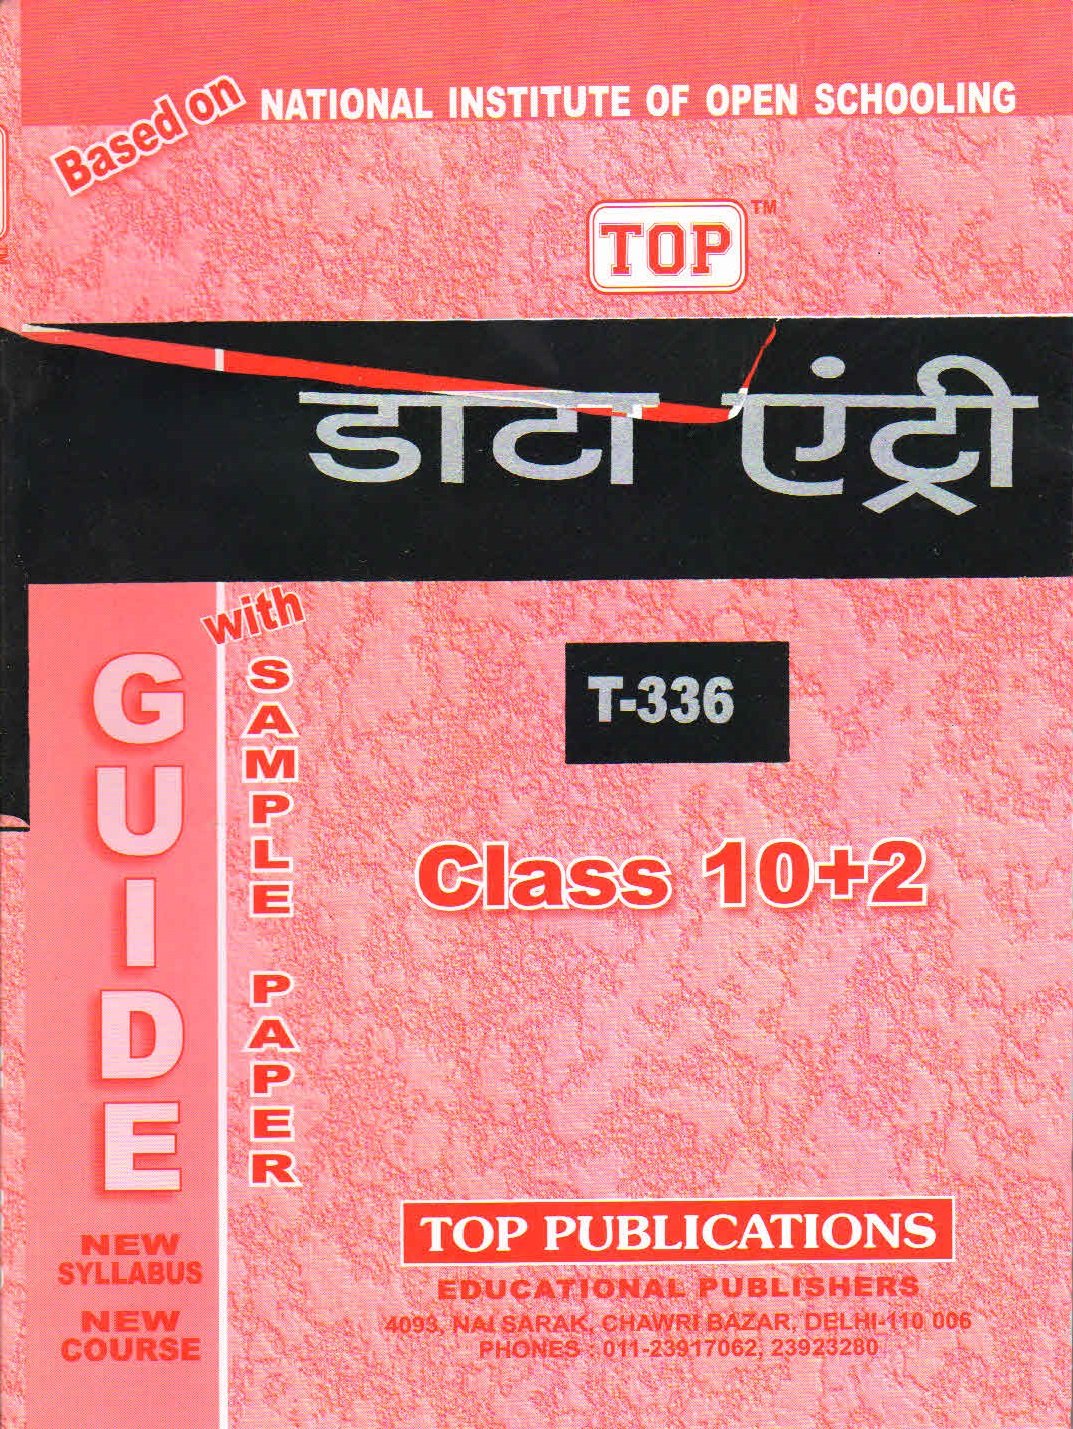 Based on NATIONAL INSTITUTE OF OPEN SCHOOLING
TOP™
डाटा एंट्री
with
SAMPLE PAPER
GUIDE
T-336
Class 10+2
NEW
SYLLABUS
NEW
COURSE
TOP PUBLICATIONS
EDUCATIONAL PUBLISHERS
4093, NAI SARAK, CHAWRI BAZAR, DELHI-110 006
PHONES : 011-23917062, 23923280